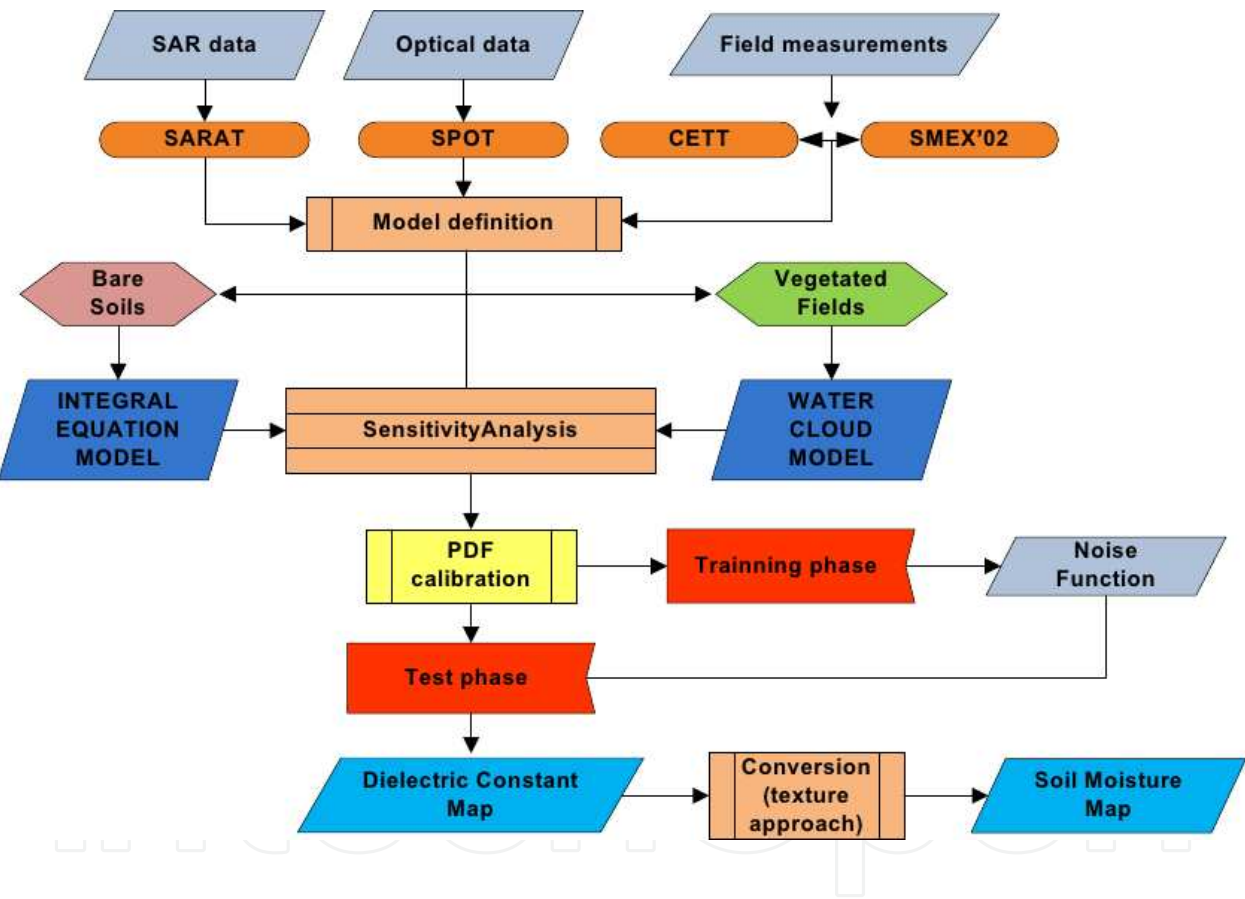 SAR data
Optical data
Field measurements
SARAT
SPOT
CETT
SMEX'02
Model definition
Bare
Soils
Vegetated
Fields
INTEGRAL
EQUATION
MODEL
SensitivityAnalysis
WATER
CLOUD
MODEL
PDF
calibration
Trainning phase
Noise
Function
Test phase
Dielectric Constant
Map
Conversion
(texture
approach)
Soil Moisture
Map